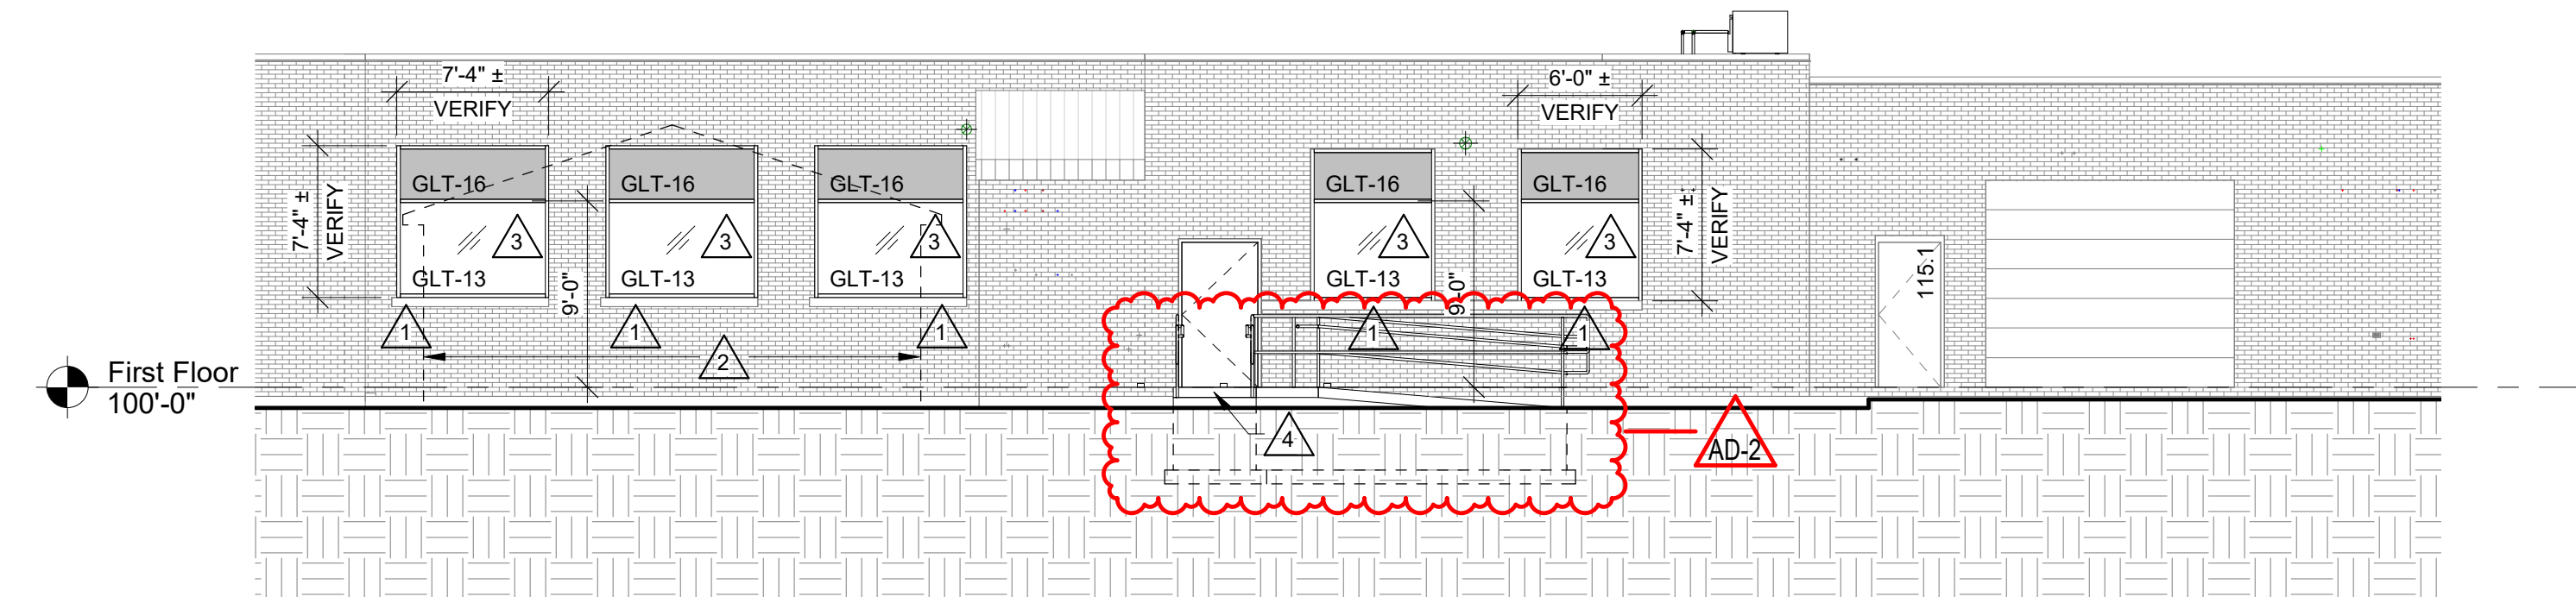 7'-4" ±
VERIFY
6'-0" ±
VERIFY
7'-4" ±
VERIFY
GLT-16
GLT-16
GLT-16
GLT-16
GLT-16
7'-4" ±
VERIFY
3
3
3
3
3
GLT-13
GLT-13
GLT-13
GLT-13
GLT-13
9'-0"
9'-0"
115.1
1
1
1
1
1
2
First Floor
100'-0"
4
AD-2